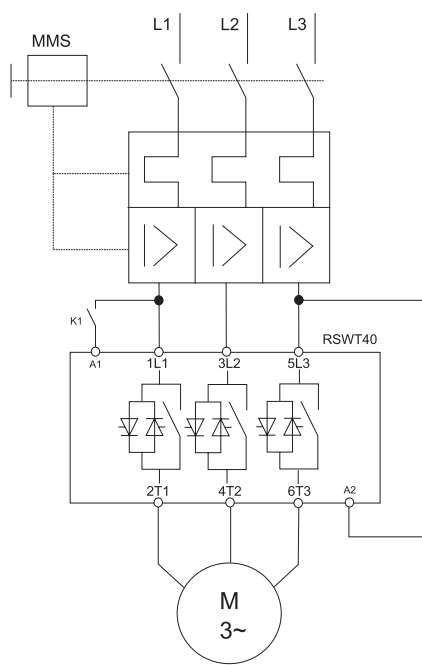 L1 L2 L3
MMS
K1
RSWT40
A1 1L1 3L2 5L3
2T1 4T2 6T3 A2
M
3~